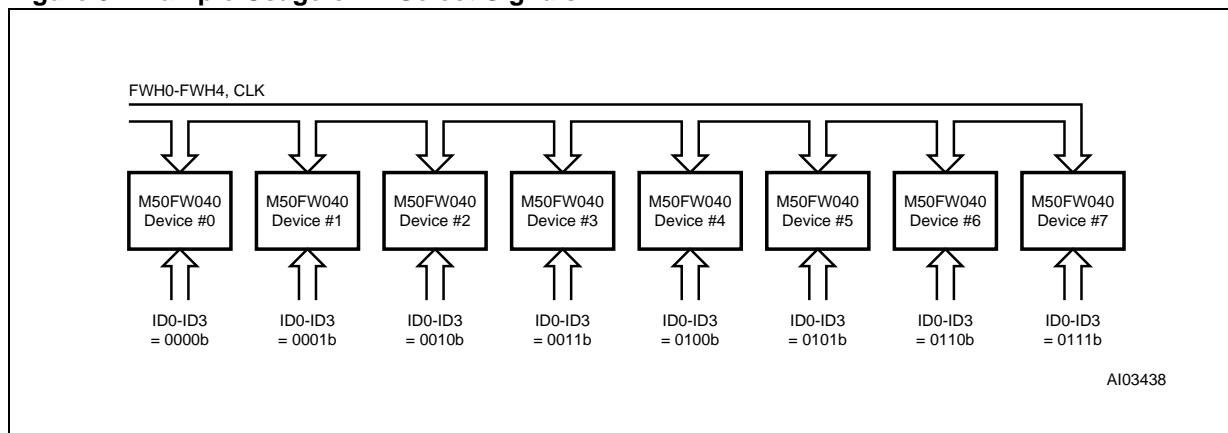 FWH0-FWH4, CLK
M50FW040
Device #0
M50FW040
Device #1
M50FW040
Device #2
M50FW040
Device #3
M50FW040
Device #4
M50FW040
Device #5
M50FW040
Device #6
M50FW040
Device #7
ID0-ID3
= 0000b
ID0-ID3
= 0001b
ID0-ID3
= 0010b
ID0-ID3
= 0011b
ID0-ID3
= 0100b
ID0-ID3
= 0101b
ID0-ID3
= 0110b
ID0-ID3
= 0111b
AI03438